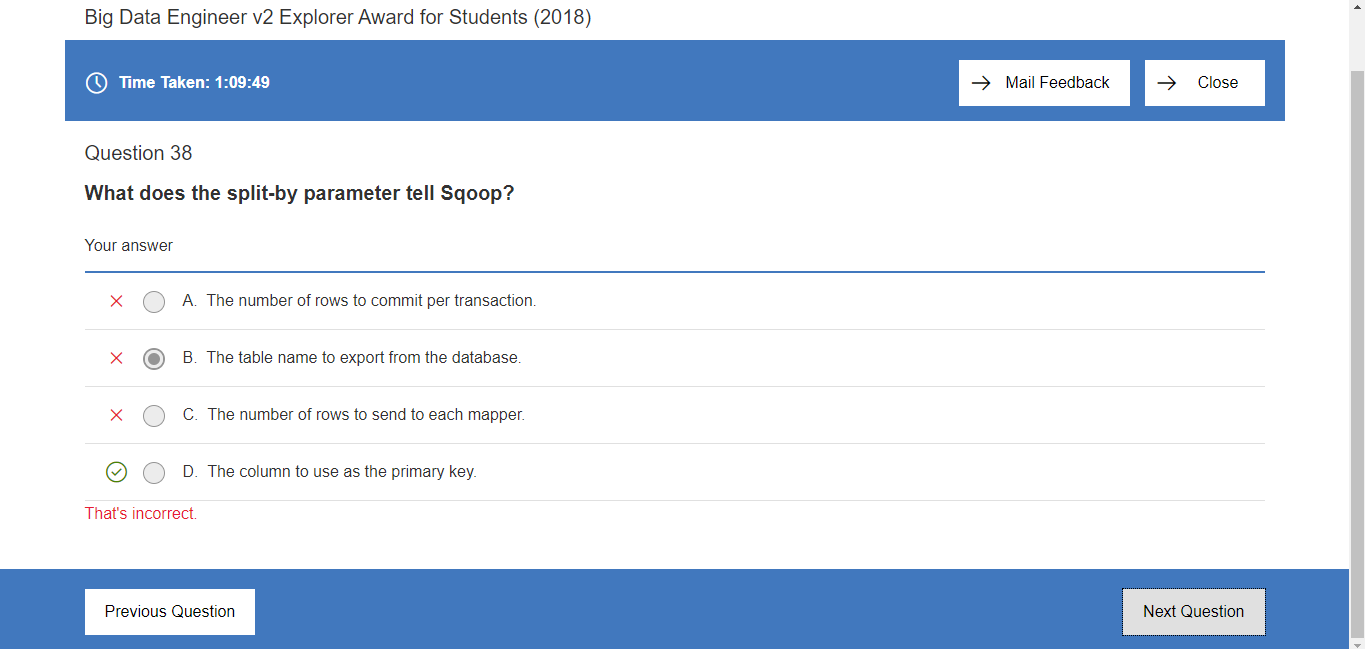 Big Data Engineer v2 Explorer Award for Students (2018)
Time Taken: 1:09:49
Mail Feedback
Close
Question 38
What does the split-by parameter tell Sqoop?
Your answer
A. The number of rows to commit per transaction.
B. The table name to export from the database.
C. The number of rows to send to each mapper.
D. The column to use as the primary key.
That's incorrect.
Previous Question
Next Question